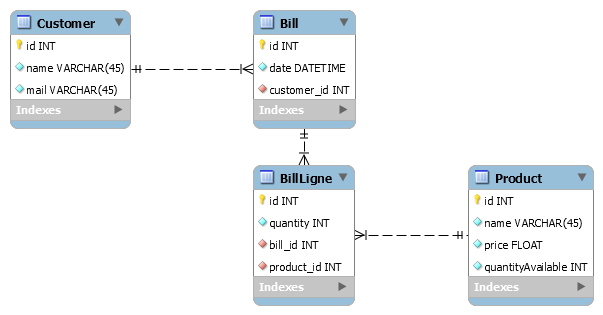 Customer
id INT
name VARCHAR(45)
mail VARCHAR(45)
Indexes
Bill
id INT
date DATETIME
customer_id INT
Indexes
BillLigne
id INT
quantity INT
bill_id INT
product_id INT
Indexes
Product
id INT
name VARCHAR(45)
price FLOAT
quantityAvailable INT
Indexes